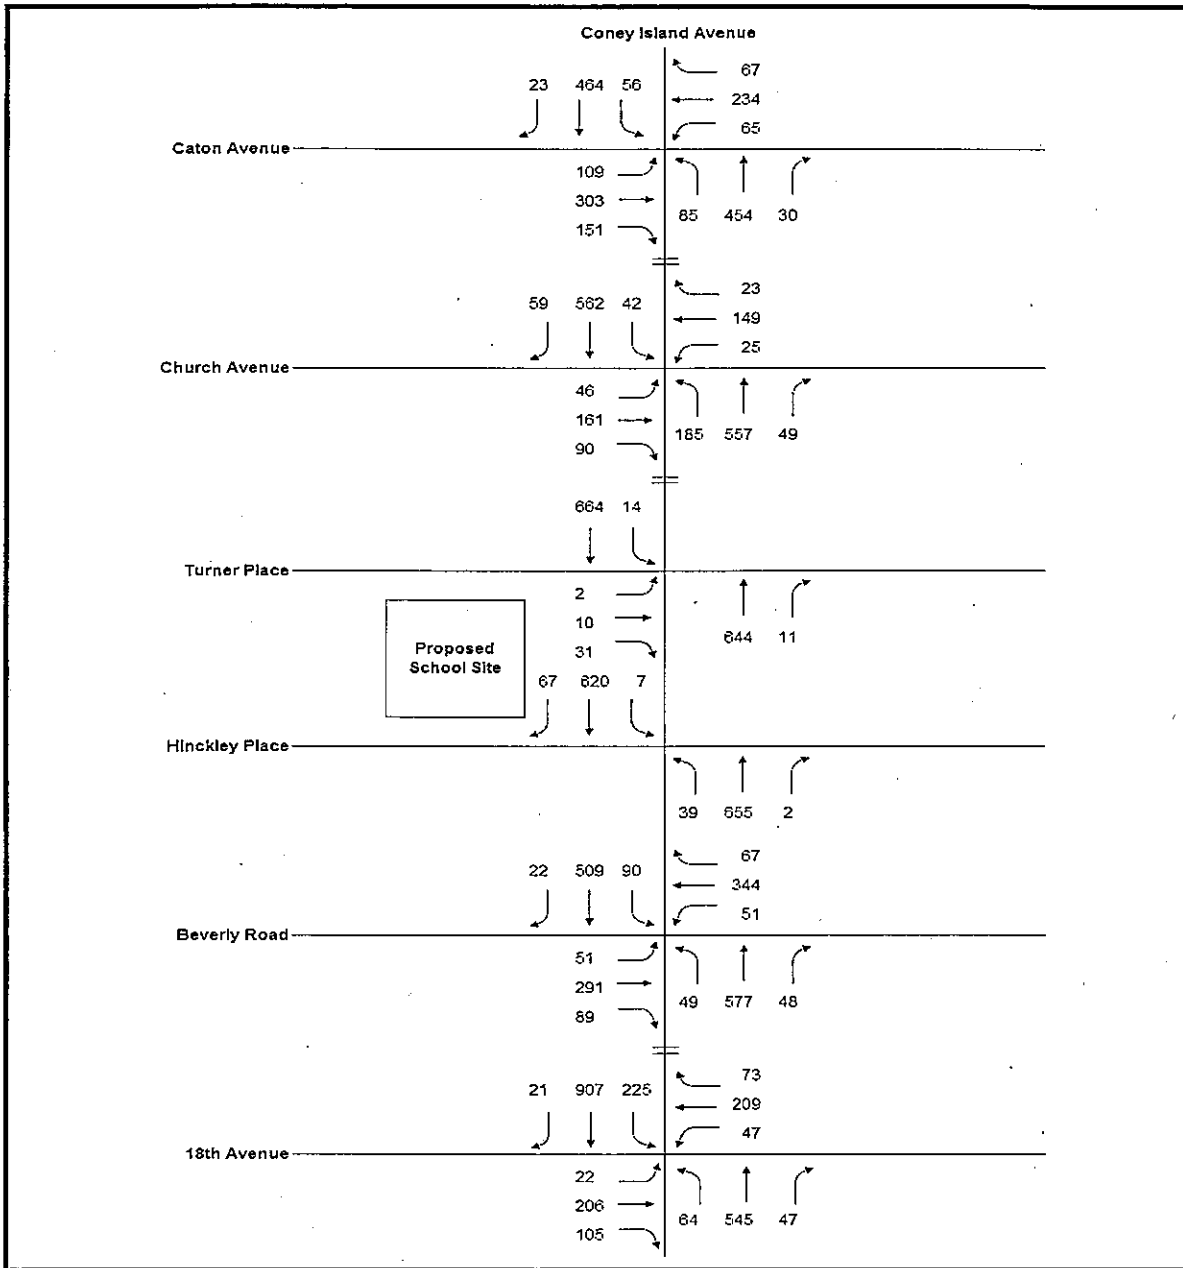 Coney Island Avenue
67
23 464 56
234
65
Caton Avenue
109
303
151
85 454 30
23
59 562 42
149
25
Church Avenue
46
161
90
185 557 49
664 14
Turner Place
2
10
31
644 11
Proposed
School Site
67 620 7
Hinckley Place
39 655 2
67
22 509 90
344
51
Beverly Road
51
291
89
49 577 48
73
21 907 225
209
47
18th Avenue
22
206
105
64 545 47